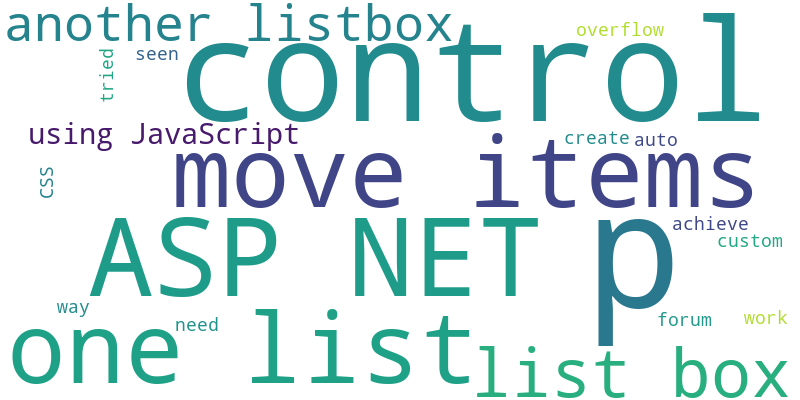 another listbox
overflow
control
tried
seen
using JavaScript
create
auto
move items
CSS
ASP NET
p
achieve
custom
way
need
one list
forum
work
list box